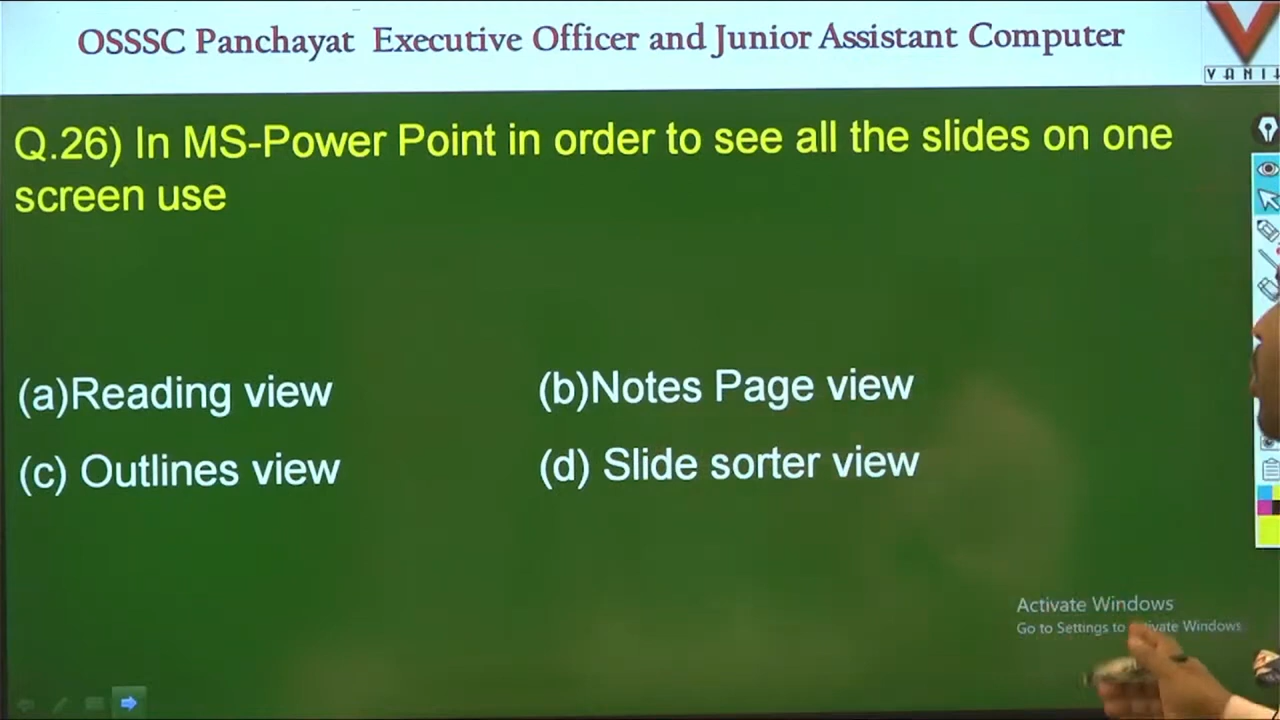 OSSSC Panchayat Executive Officer and Junior Assistant Computer
Q.26) In MS-Power Point in order to see all the slides on one
screen use
(a)Reading view
(b)Notes Page view
(c) Outlines view
(d) Slide sorter view
Activate Windows
Go to Settings to Windows